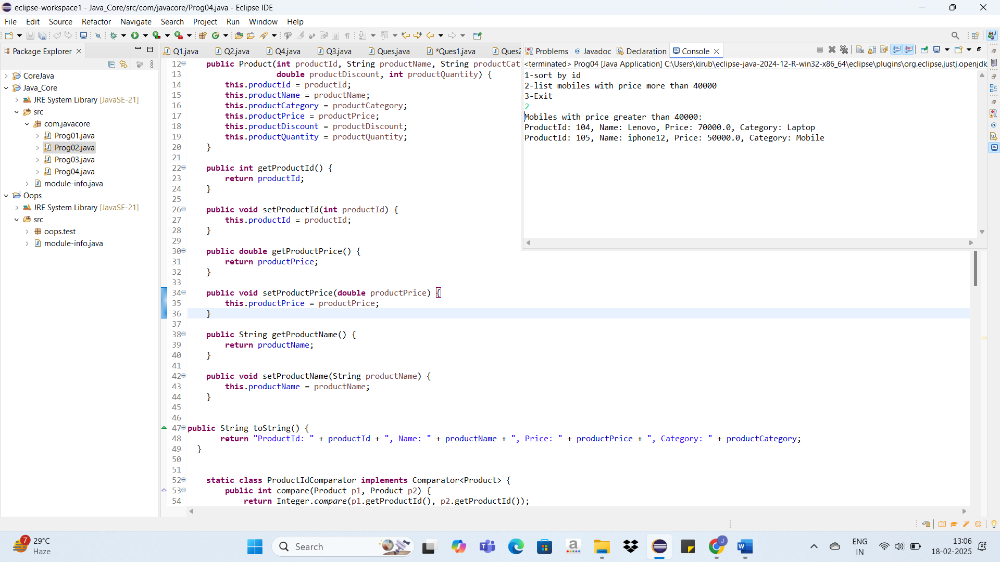 eclipse-workspace1 - Java_Core/src/com/javacore/Prog04.java - Eclipse IDE
File Edit Source Refactor Navigate Search Project Run Window Help
Package Explorer
CoreJava
Java_Core
JRE System Library [JavaSE-21]
src
com.javacore
Prog01.java
Prog02.java
Prog03.java
Prog04.java
module-info.java
Oops
JRE System Library [JavaSE-21]
src
oops.test
module-info.java
Q1.java Q2.java Q4.java Q3.java Ques.java *Ques1.java Ques2
12 public Product(int productId, String productName, String productCat
13 double productDiscount, int productQuantity) {
14 this.productId = productId;
15 this.productName = productName;
16 this.productCategory = productCategory;
17 this.productPrice = productPrice;
18 this.productDiscount = productDiscount;
19 this.productQuantity = productQuantity;
20 }
21
22 public int getProductId() {
23 return productId;
24 }
25
26 public void setProductId(int productId) {
27 this.productId = productId;
28 }
29
30 public double getProductPrice() {
31 return productPrice;
32 }
33
34 public void setProductPrice(double productPrice) {
35 this.productPrice = productPrice;
36 }
37
38 public String getProductName() {
39 return productName;
40 }
41
42 public void setProductName(String productName) {
43 this.productName = productName;
44 }
45
46
47 public String toString() {
48 return "ProductId: " + productId + ", Name: " + productName + ", Price: " + productPrice + ", Category: " + productCategory;
49 }
50
51
52 static class ProductIdComparator implements Comparator<Product> {
53 public int compare(Product p1, Product p2) {
54 return Integer.compare(p1.getProductId(), p2.getProductId());
Problems Javadoc Declaration Console
<terminated> Prog04 [Java Application] C:\Users\kirub\eclipse-java-2024-12-R-win32-x86_64\eclipse\plugins\org.eclipse.justj.openjdk
1-sort by id
2-list mobiles with price more than 40000
3-Exit
2
Mobiles with price greater than 40000:
ProductId: 104, Name: Lenovo, Price: 70000.0, Category: Laptop
ProductId: 105, Name: iphone12, Price: 50000.0, Category: Mobile
7
29°C
Haze
Search
ENG
IN
13:06
18-02-2025